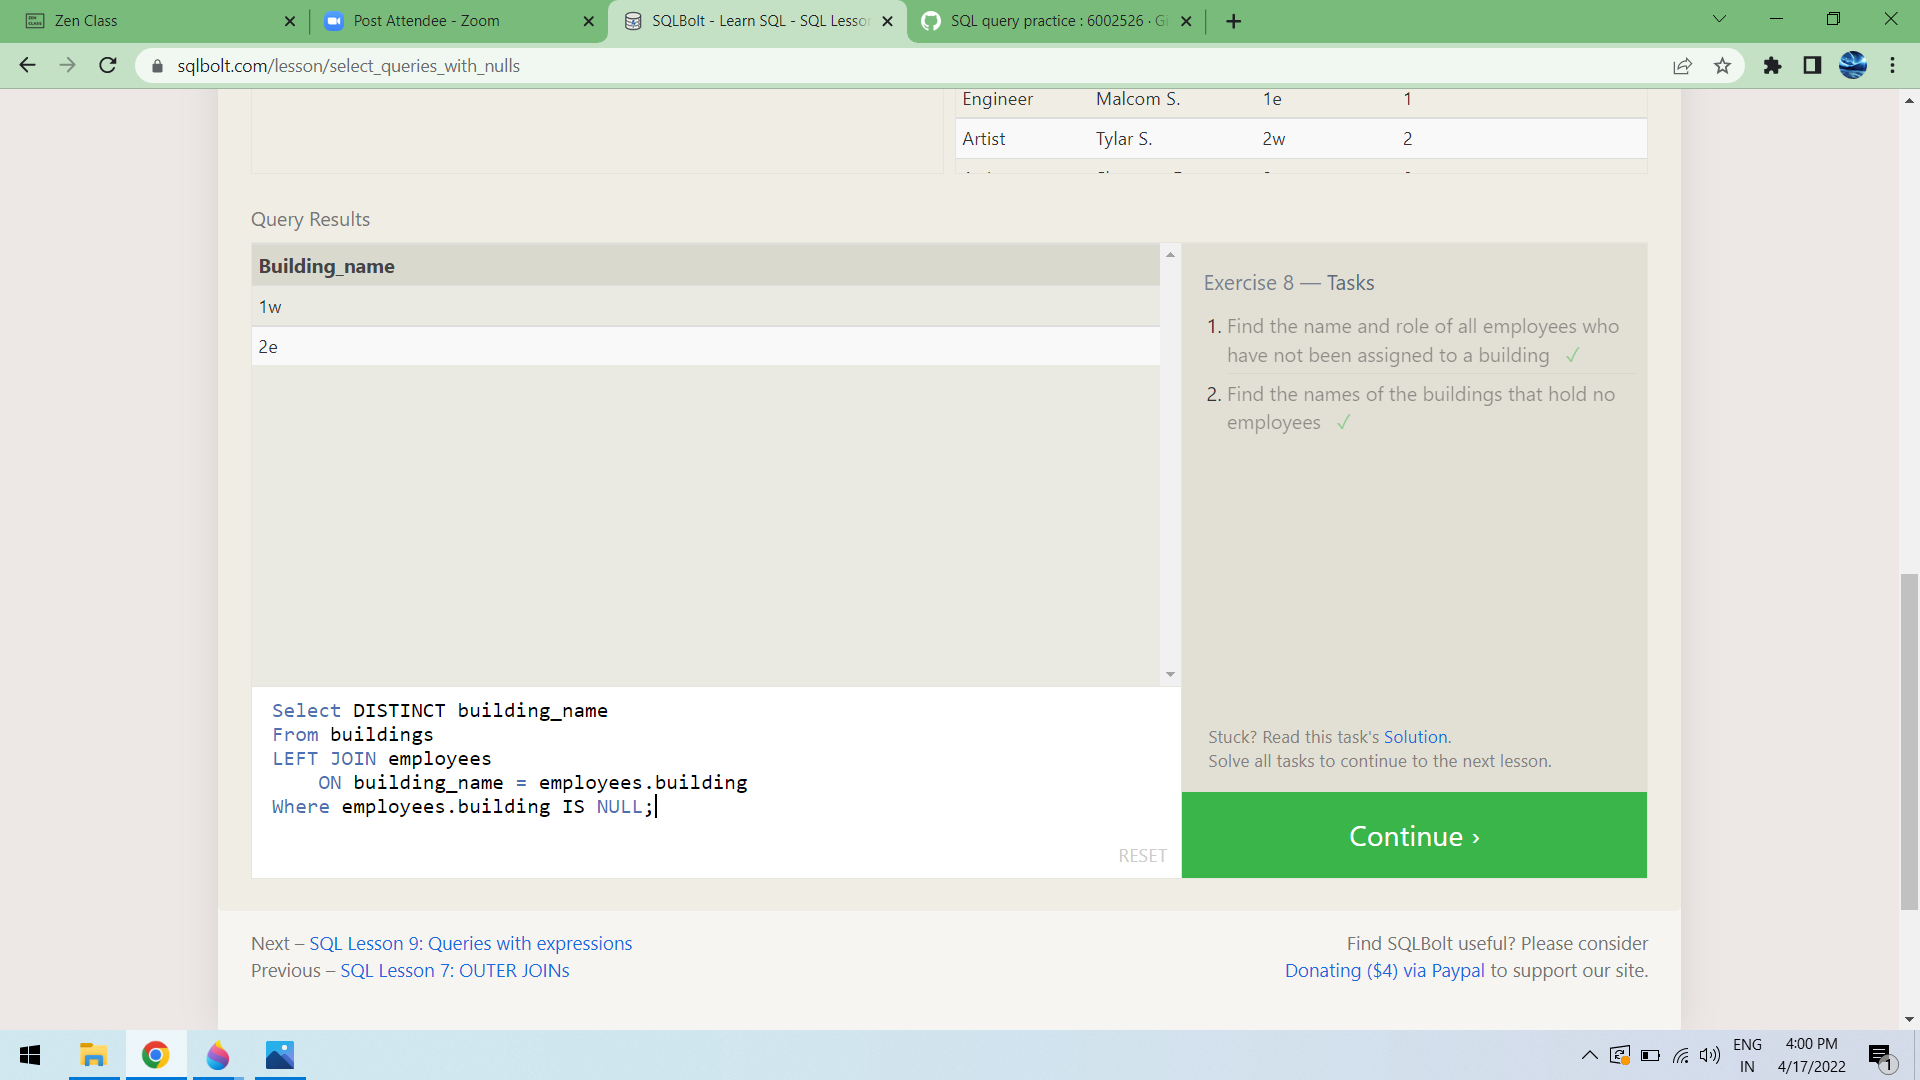 Zen Class
Post Attendee - Zoom
SQLBolt - Learn SQL - SQL Lesso
SQL query practice : 6002526 · Gi
sqlbolt.com/lesson/select_queries_with_nulls
Engineer Malcom S. 1e 1
Artist Tylar S. 2w 2
Query Results
Building_name
1w
2e
Exercise 8 — Tasks
1. Find the name and role of all employees who
have not been assigned to a building ✓
2. Find the names of the buildings that hold no
employees ✓
Select DISTINCT building_name
From buildings
LEFT JOIN employees
ON building_name = employees.building
Where employees.building IS NULL;
RESET
Stuck? Read this task's Solution.
Solve all tasks to continue to the next lesson.
Continue ›
Next – SQL Lesson 9: Queries with expressions
Previous – SQL Lesson 7: OUTER JOINs
Find SQLBolt useful? Please consider
Donating ($4) via Paypal to support our site.
ENG
IN
4:00 PM
4/17/2022
1